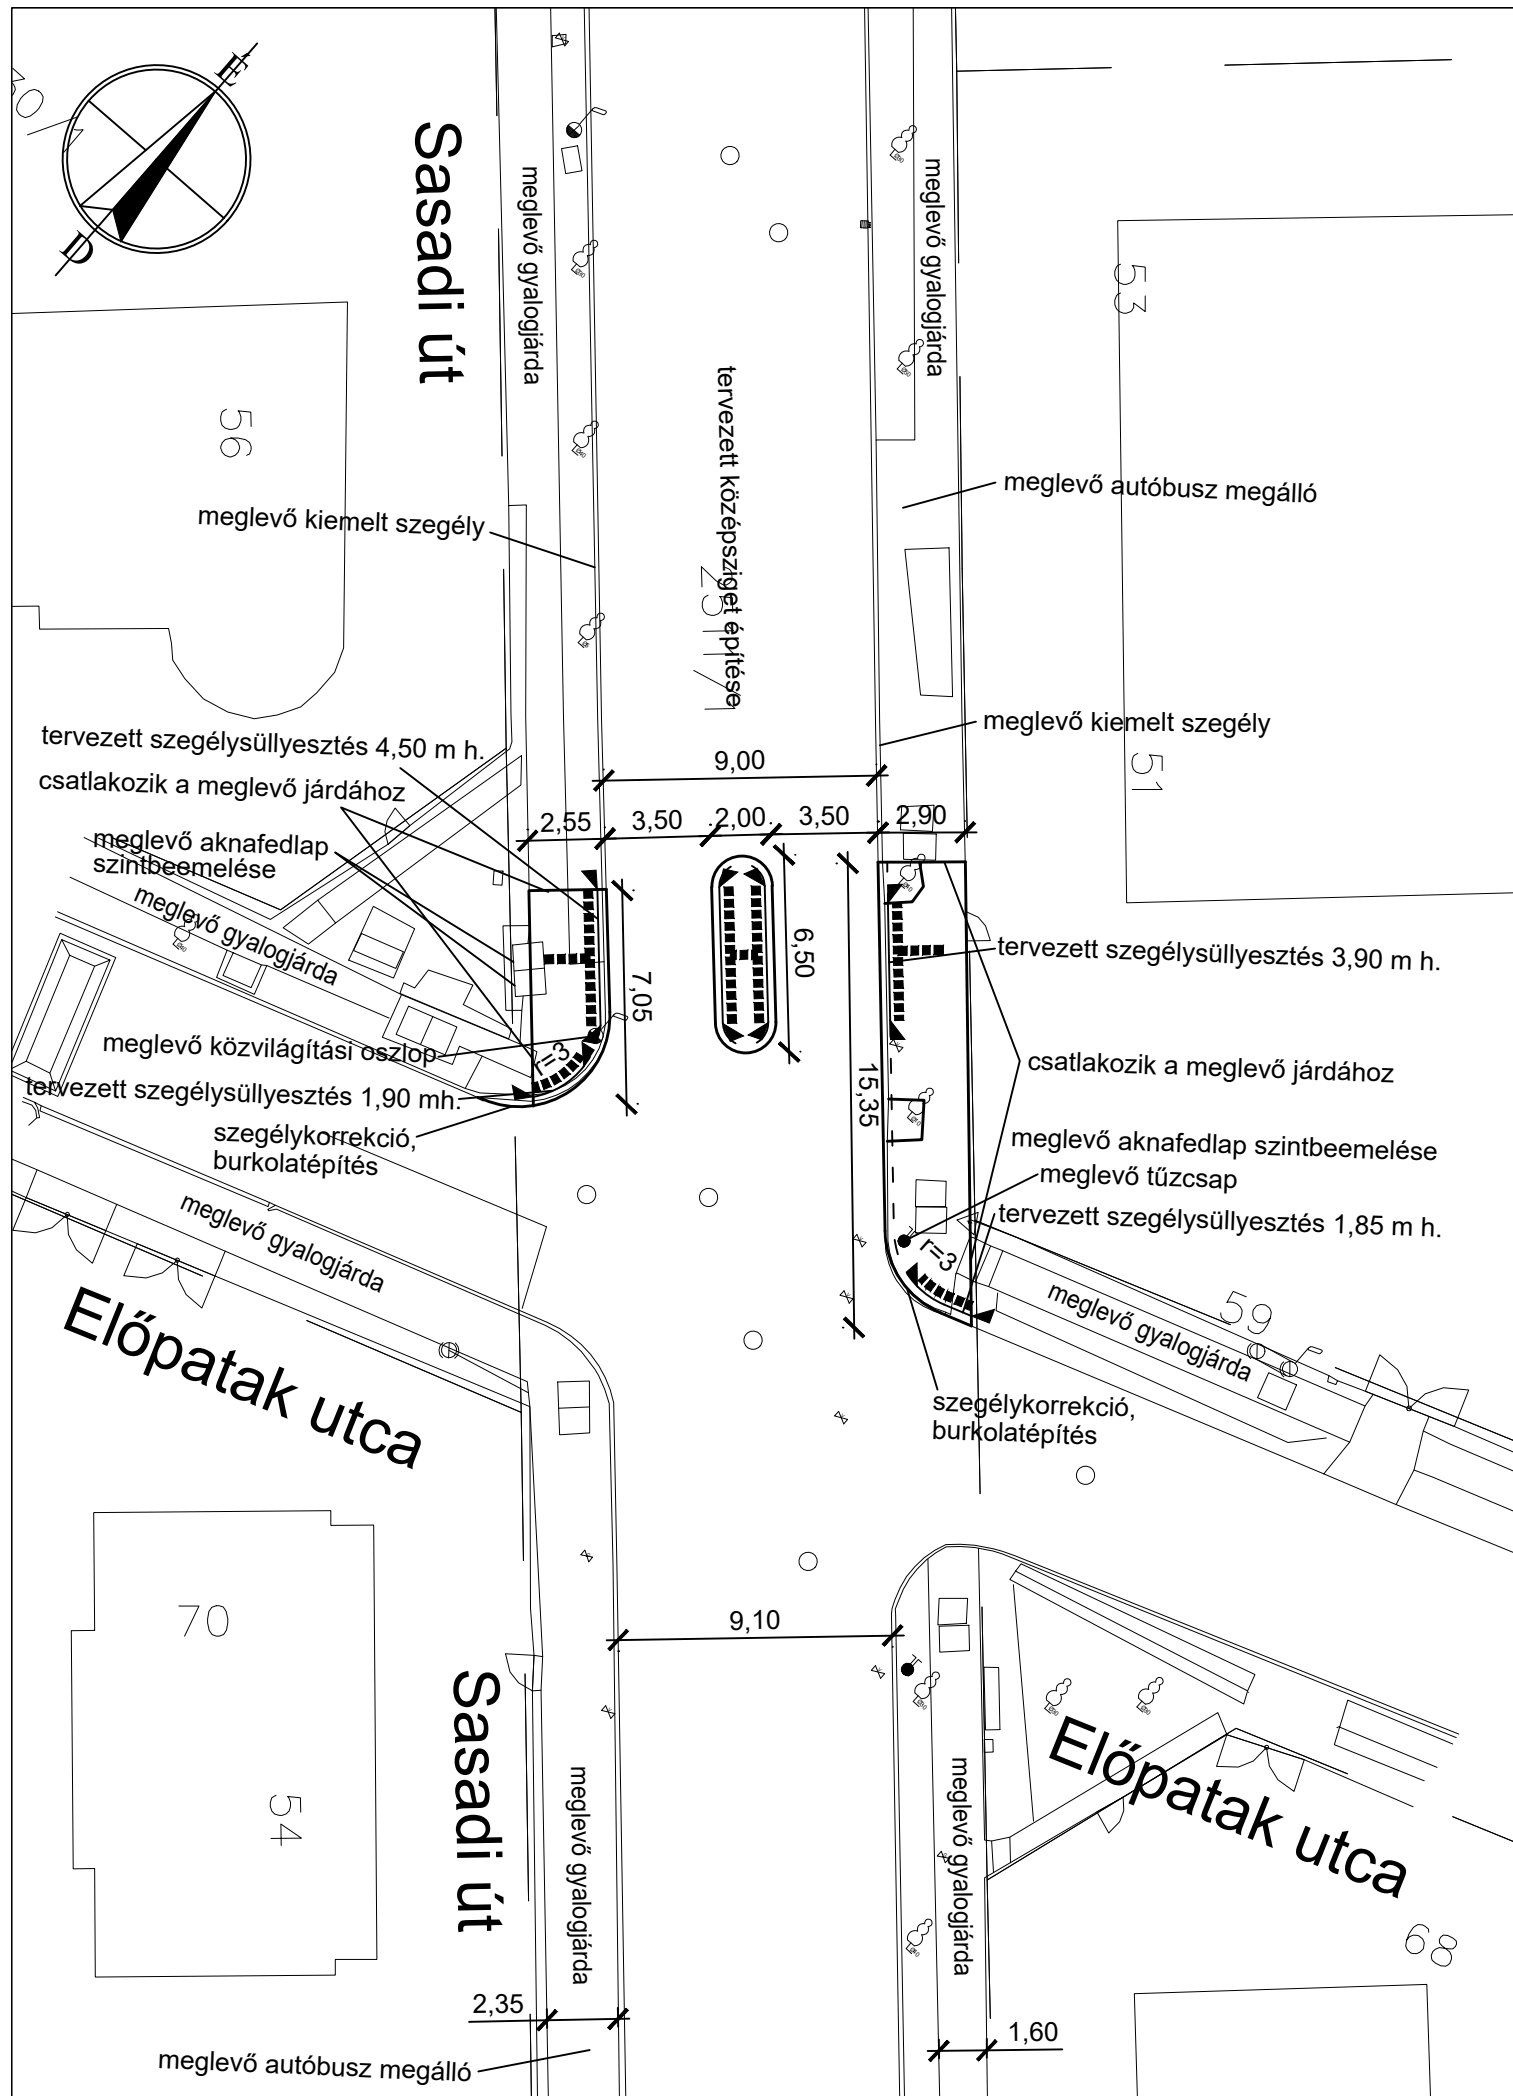 É
D
Sasadi út
meglevő gyalogjárda
meglevő gyalogjárda
53
56
meglevő autóbusz megálló
meglevő kiemelt szegély
tervezett középsziget építése
meglevő kiemelt szegély
51
tervezett szegélysüllyesztés 4,50 m h.
csatlakozik a meglevő járdához
meglevő aknafedlap
szintbeemelése
meglevő gyalogjárda
9,00
2,55
3,50
2,00
3,50
2,90
6,50
7,05
15,35
tervezett szegélysüllyesztés 3,90 m h.
meglevő közvilágítási oszlop
r=3
tervezett szegélysüllyesztés 1,90 mh.
szegélykorrekció,
burkolatépítés
csatlakozik a meglevő járdához
meglevő aknafedlap szintbeemelése
meglevő tűzcsap
tervezett szegélysüllyesztés 1,85 m h.
r=3
meglevő gyalogjárda
meglevő gyalogjárda
59
Előpatak utca
szegélykorrekció,
burkolatépítés
70
9,10
54
Sasadi út
meglevő gyalogjárda
meglevő gyalogjárda
Előpatak utca
68
2,35
1,60
meglevő autóbusz megálló